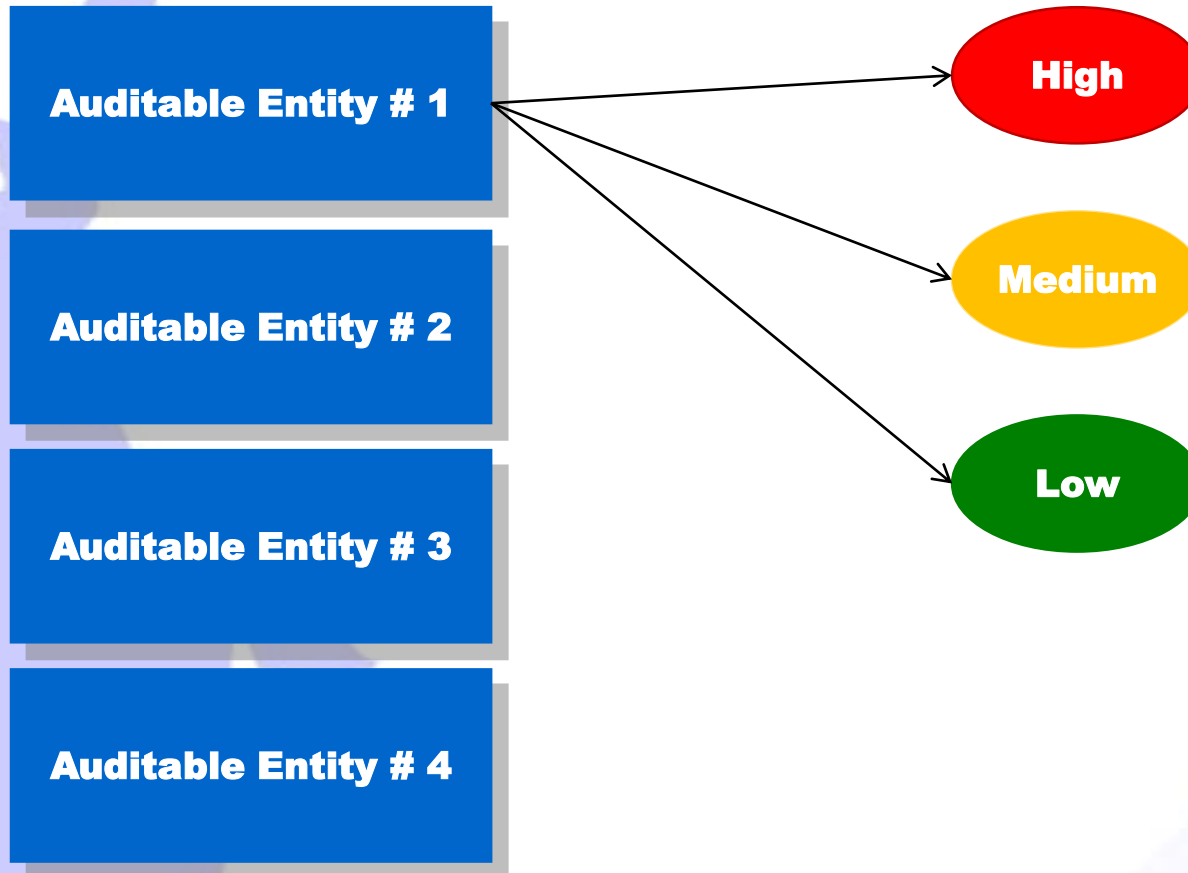 Auditable Entity # 1
High
Medium
Auditable Entity # 2
Low
Auditable Entity # 3
Auditable Entity # 4